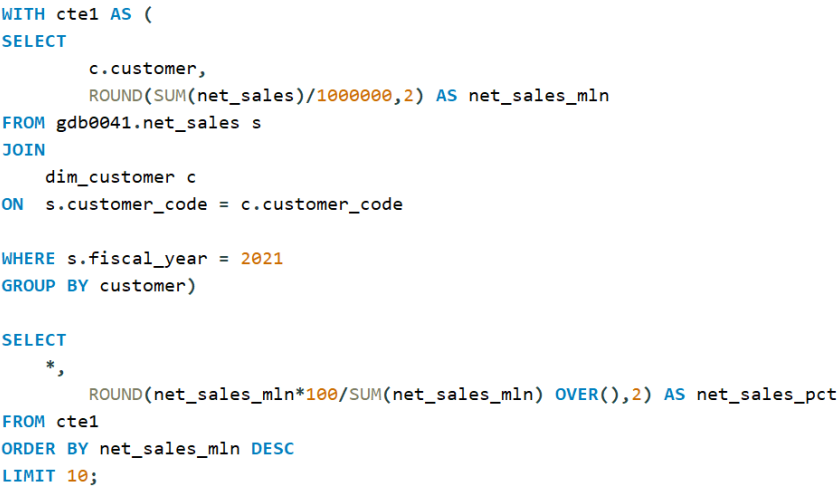 WITH cte1 AS (
SELECT
        c.customer,
        ROUND(SUM(net_sales)/1000000,2) AS net_sales_mln
FROM gdb0041.net_sales s
JOIN
    dim_customer c
ON  s.customer_code = c.customer_code

WHERE s.fiscal_year = 2021
GROUP BY customer)

SELECT
    *,
        ROUND(net_sales_mln*100/SUM(net_sales_mln) OVER(),2) AS net_sales_pct
FROM cte1
ORDER BY net_sales_mln DESC
LIMIT 10;